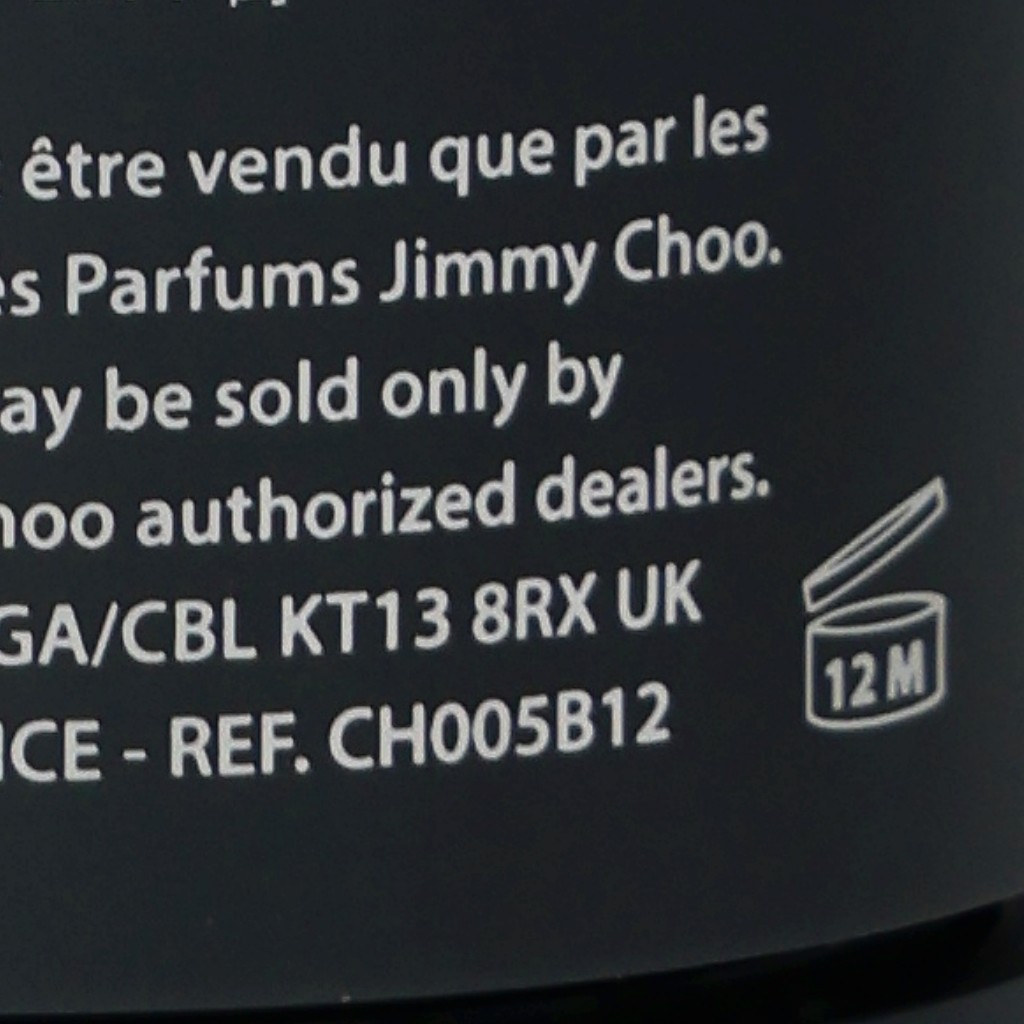 être vendu que par les
es Parfums Jimmy Choo.
ay be sold only by
hoo authorized dealers.
GA/CBL KT13 8RX UK
ICE - REF. CH005B12
12 M